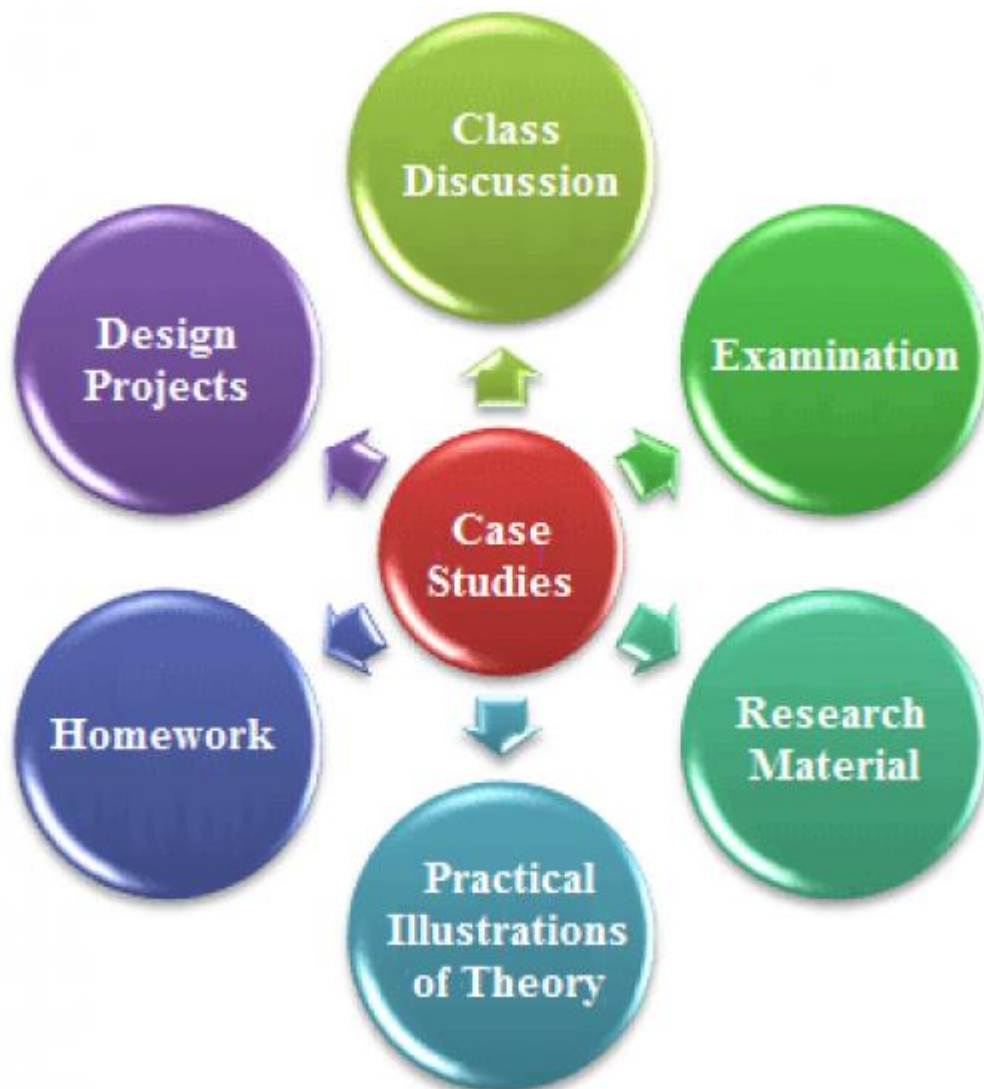 Class
Discussion
Examination
Research
Material
Practical
Illustrations
of Theory
Homework
Design
Projects
Case
Studies